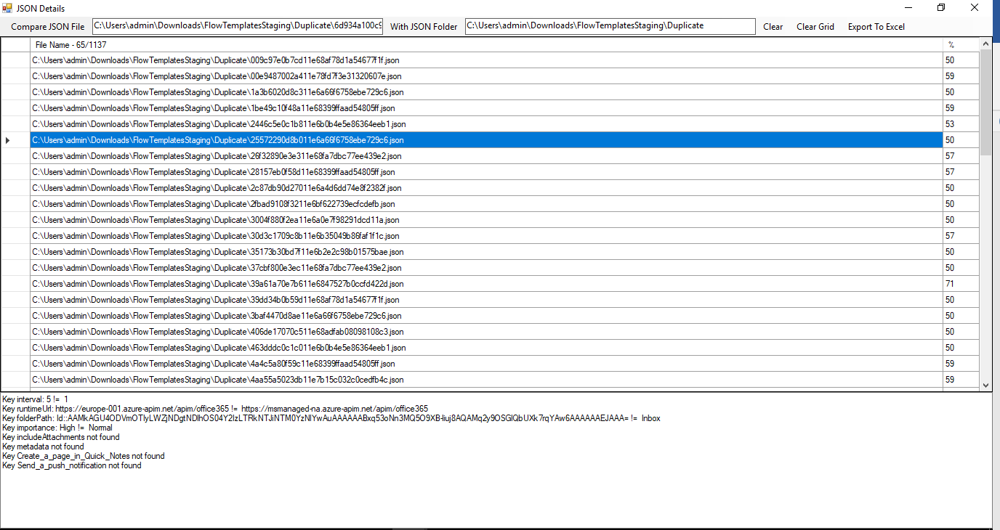 JSON Details
Compare JSON File C:\Users\admin\Downloads\FlowTemplatesStaging\Duplicate\6d934a100c9 With JSON Folder C:\Users\admin\Downloads\FlowTemplatesStaging\Duplicate Clear Clear Grid Export To Excel
File Name - 65/1137 %
C:\Users\admin\Downloads\FlowTemplatesStaging\Duplicate\009c97e0b7cd11e68af78d1a54677f1f.json 50
C:\Users\admin\Downloads\FlowTemplatesStaging\Duplicate\00e9487002a411e78fd7f3e31320607e.json 59
C:\Users\admin\Downloads\FlowTemplatesStaging\Duplicate\1a3b6020d8c311e6a66f6758ebe729c6.json 50
C:\Users\admin\Downloads\FlowTemplatesStaging\Duplicate\1be49c10f48a11e68399ffaad54805ff.json 59
C:\Users\admin\Downloads\FlowTemplatesStaging\Duplicate\2446c5e0c1b811e6b0b4e5e86364eeb1.json 53
C:\Users\admin\Downloads\FlowTemplatesStaging\Duplicate\25572290d8b011e6a66f6758ebe729c6.json 50
C:\Users\admin\Downloads\FlowTemplatesStaging\Duplicate\26f32890e3e311e68fa7dbc77ee439e2.json 57
C:\Users\admin\Downloads\FlowTemplatesStaging\Duplicate\28157eb0f58d11e68399ffaad54805ff.json 57
C:\Users\admin\Downloads\FlowTemplatesStaging\Duplicate\2c87db90d27011e6a4d6dd74e8f2382f.json 50
C:\Users\admin\Downloads\FlowTemplatesStaging\Duplicate\2fbad9108f3211e6bf622739ecfcdefb.json 50
C:\Users\admin\Downloads\FlowTemplatesStaging\Duplicate\3004f880f2ea11e6a0e7f98291dcd11a.json 50
C:\Users\admin\Downloads\FlowTemplatesStaging\Duplicate\30d3c1709c8b11e6b35049b86faf1f1c.json 57
C:\Users\admin\Downloads\FlowTemplatesStaging\Duplicate\35173b30bd7f11e6b2e2c98b01575bae.json 50
C:\Users\admin\Downloads\FlowTemplatesStaging\Duplicate\37cbf800e3ec11e68fa7dbc77ee439e2.json 50
C:\Users\admin\Downloads\FlowTemplatesStaging\Duplicate\39a61a70e7b611e6847527b0ccfd422d.json 71
C:\Users\admin\Downloads\FlowTemplatesStaging\Duplicate\39dd34b0b59d11e68af78d1a54677f1f.json 50
C:\Users\admin\Downloads\FlowTemplatesStaging\Duplicate\3baf4470d8ae11e6a66f6758ebe729c6.json 50
C:\Users\admin\Downloads\FlowTemplatesStaging\Duplicate\406de17070c511e68adfab08098108c3.json 50
C:\Users\admin\Downloads\FlowTemplatesStaging\Duplicate\463dddc0c1c011e6b0b4e5e86364eeb1.json 50
C:\Users\admin\Downloads\FlowTemplatesStaging\Duplicate\4a4c5a80f59c11e68399ffaad54805ff.json 59
C:\Users\admin\Downloads\FlowTemplatesStaging\Duplicate\4aa55a5023db11e7b15c032c0cedfb4c.json 59
Key interval: 5 != 1
Key runtimeUrl: https://europe-001.azure-apim.net/apim/office365 != https://msmanaged-na.azure-apim.net/apim/office365
Key folderPath: != Inbox
Key importance: High != Normal
Key includeAttachments not found
Key metadata not found
Key Create_a_page_in_Quick_Notes not found
Key Send_a_push_notification not found